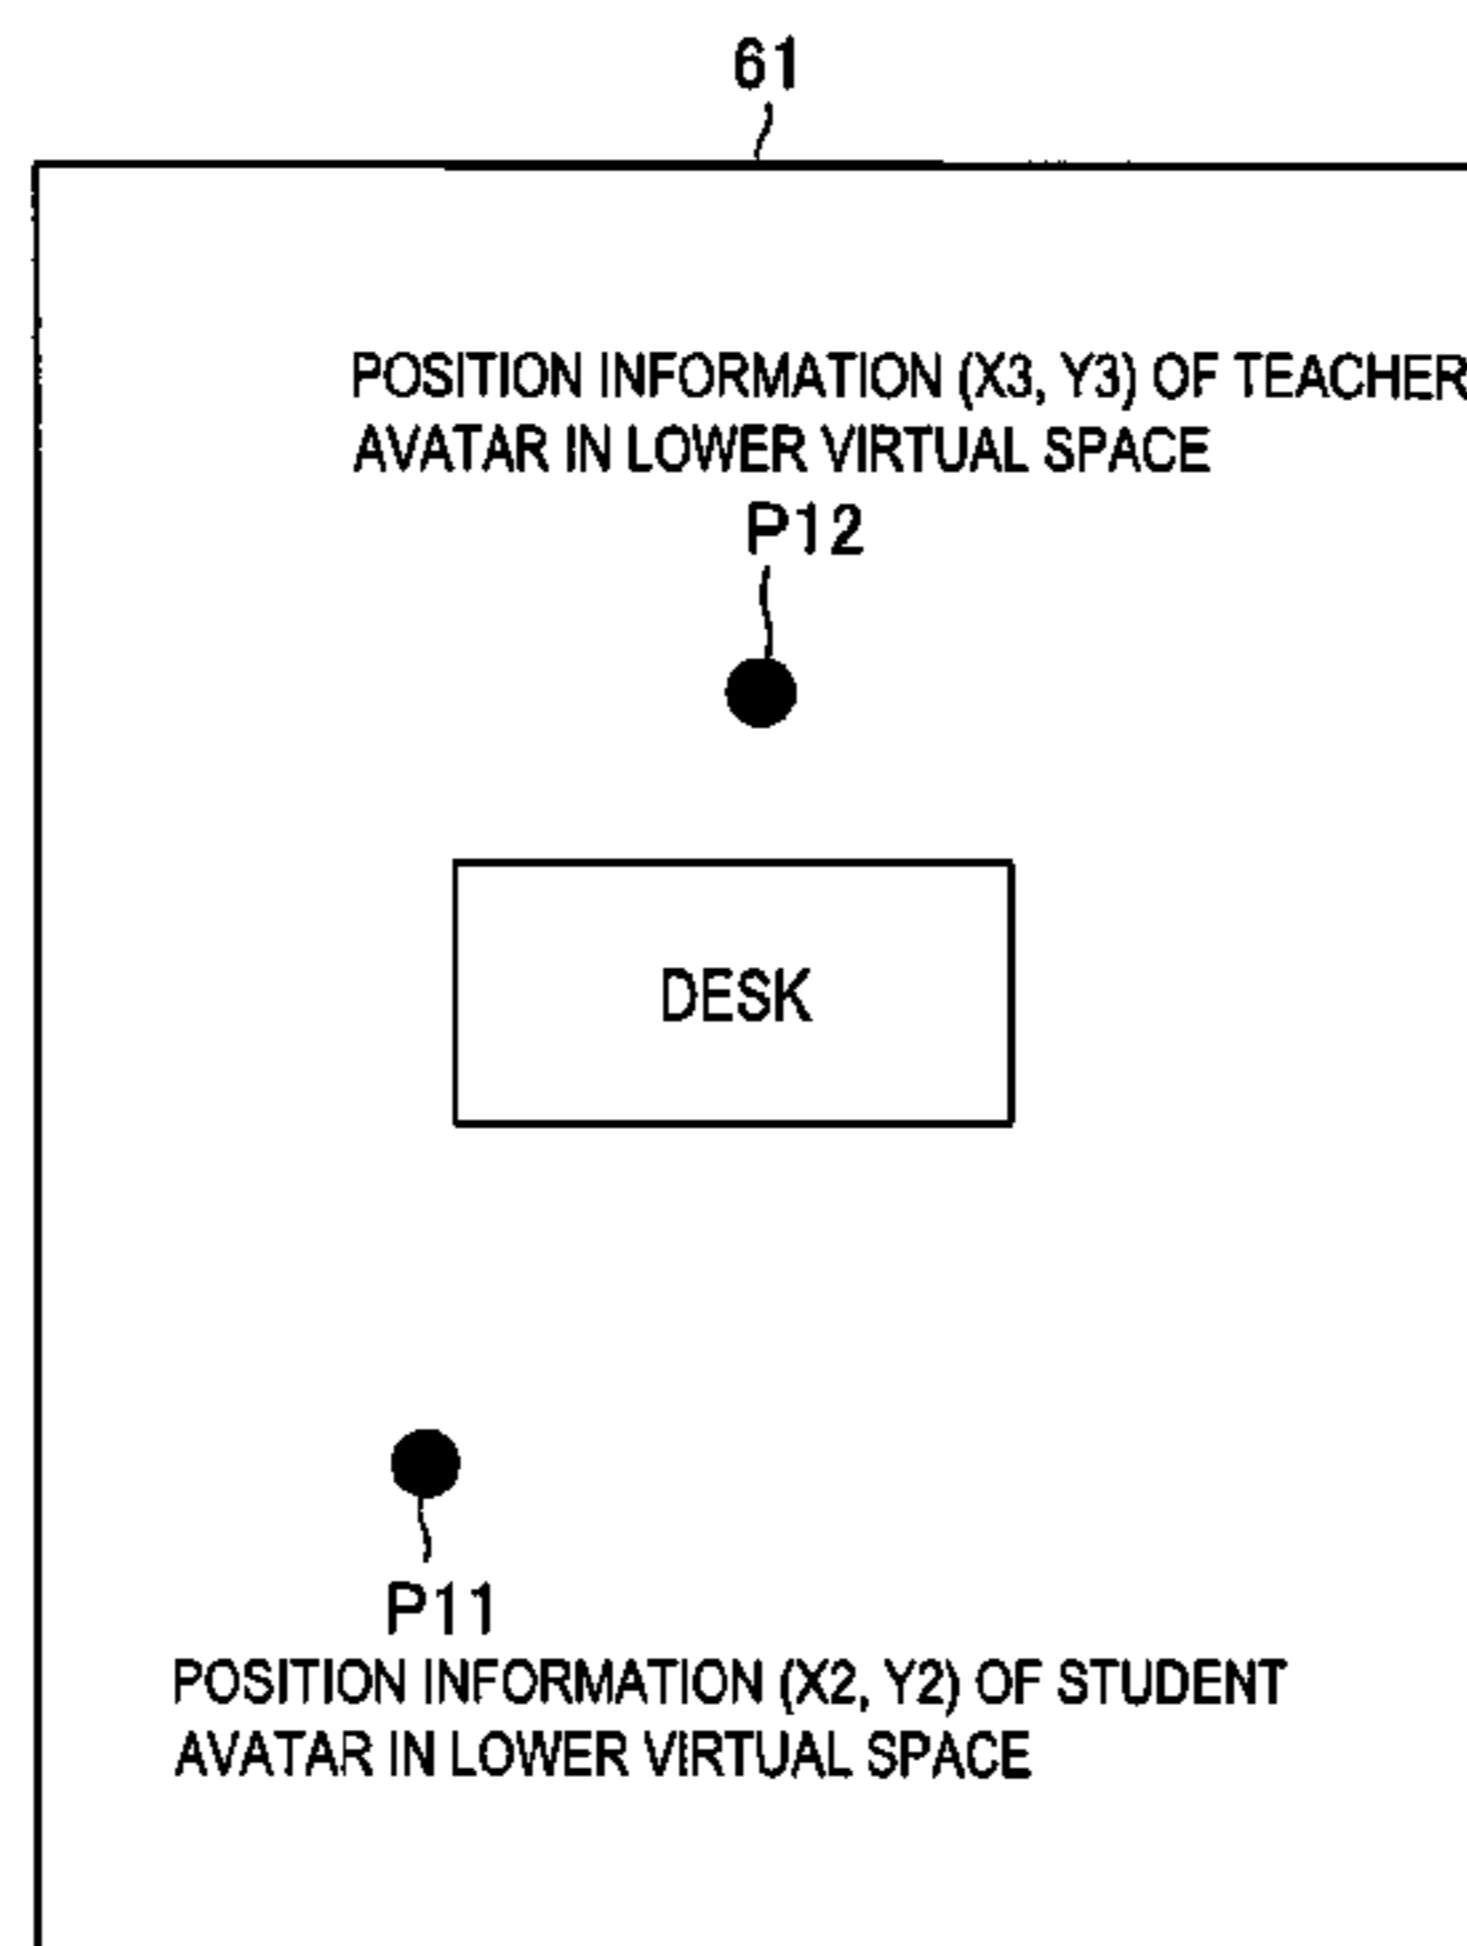 61
POSITION INFORMATION (X3, Y3) OF TEACHER
AVATAR IN LOWER VIRTUAL SPACE
P12
DESK
P11
POSITION INFORMATION (X2, Y2) OF STUDENT
AVATAR IN LOWER VIRTUAL SPACE